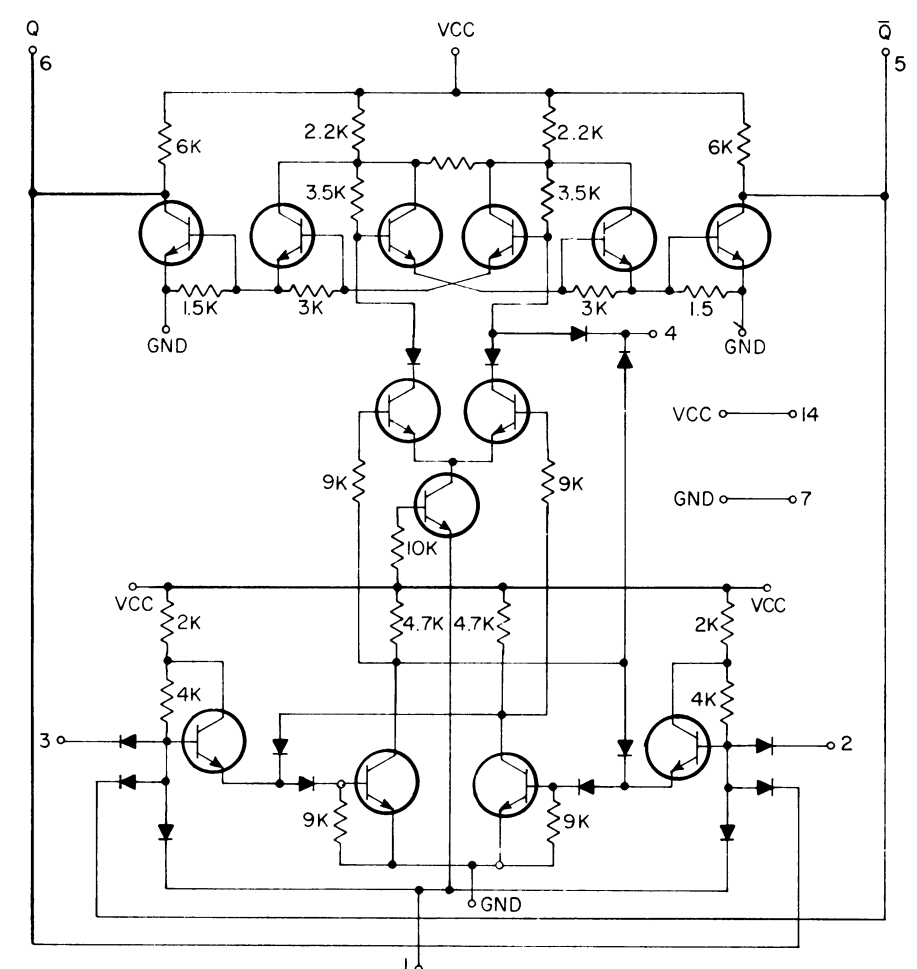 Q VCC Q̅
6 5
2.2K 2.2K
6K 6K
3.5K 3.5K
1.5K 3K 3K 1.5
GND 4 GND
VCC 14
9K 9K
GND 7
10K
VCC VCC
2K 4.7K 4.7K 2K
4K 4K
3 2
9K 9K
GND
1